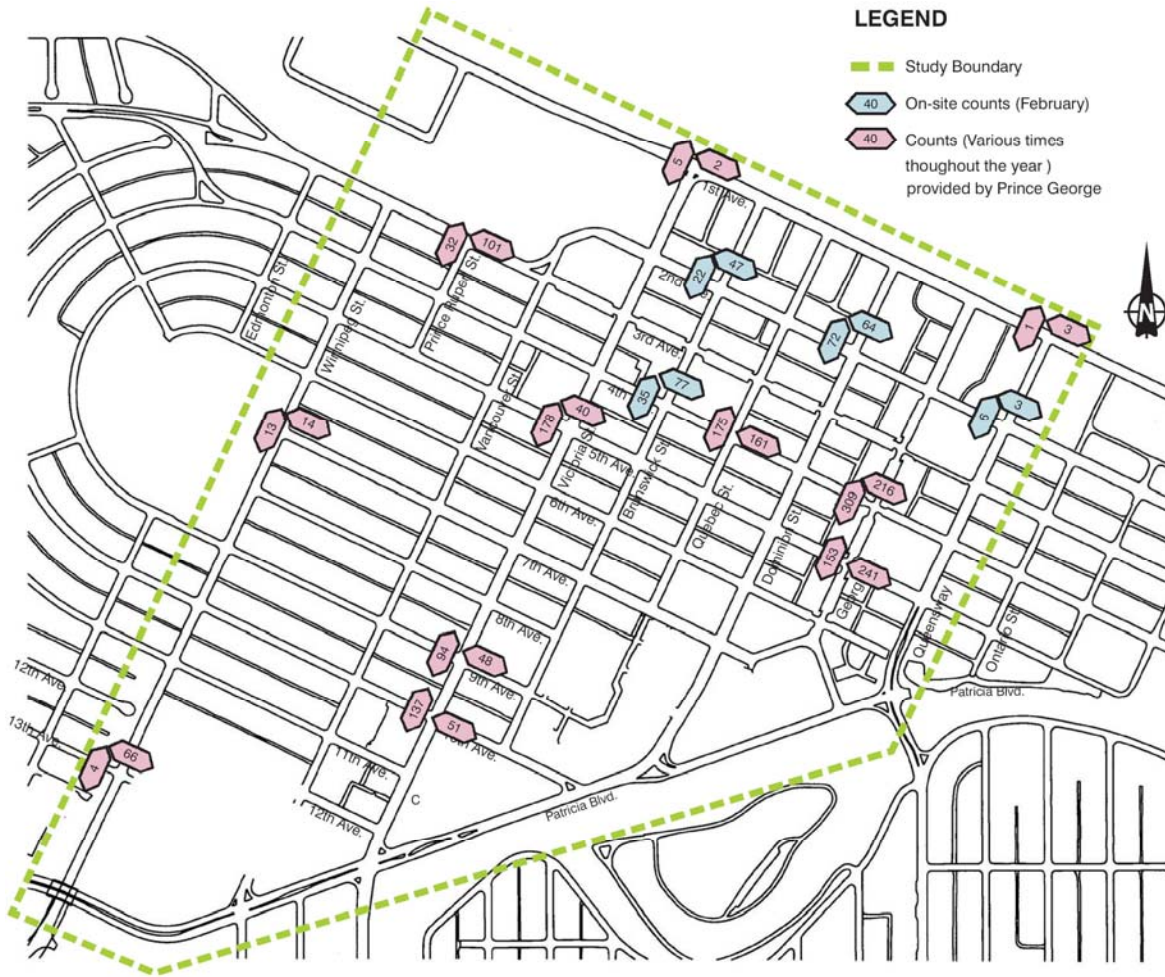 LEGEND
Study Boundary
40
On-site counts (February)
40
Counts (Various times
thoughout the year )
provided by Prince George
N
5
2
1st Ave.
32
101
22
47
2nd
72
64
1
3
Edmonton St.
Winnipeg St.
Prince Rupert St.
3rd Ave.
4th
35
77
6
3
13
14
Vancouver St.
178
40
175
161
Victoria St.
5th Ave
Brunswick St.
309
216
6th Ave.
Quebec St.
Dominion St.
153
241
7th Ave.
Georg
Queensway
Ontario St.
8th Ave.
94
48
9th Ave.
12th Ave
Patricia Blvd.
137
51
Ave.
13th Ave.
4
66
11th Ave.
C
12th Ave.
Patricia Blvd.